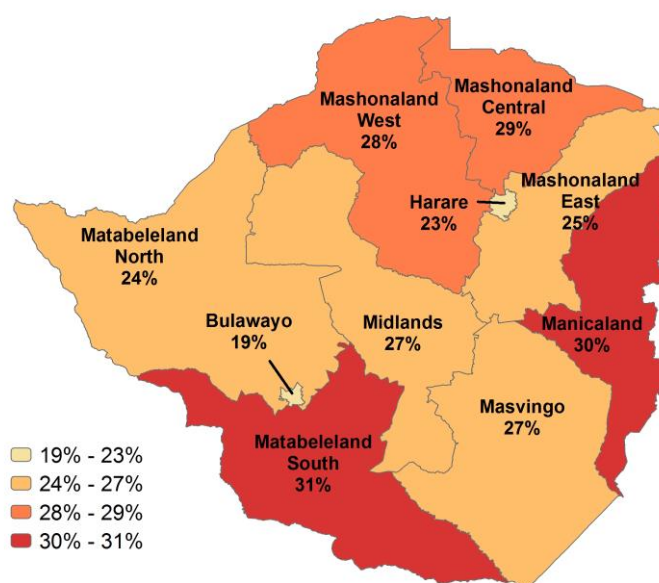 Mashonaland
West
28%
Mashonaland
Central
29%
Harare
23%
Mashonaland
East
25%
Matabeleland
North
24%
Bulawayo
19%
Midlands
27%
Manicaland
30%
Masvingo
27%
Matabeleland
South
31%
19% - 23%
24% - 27%
28% - 29%
30% - 31%